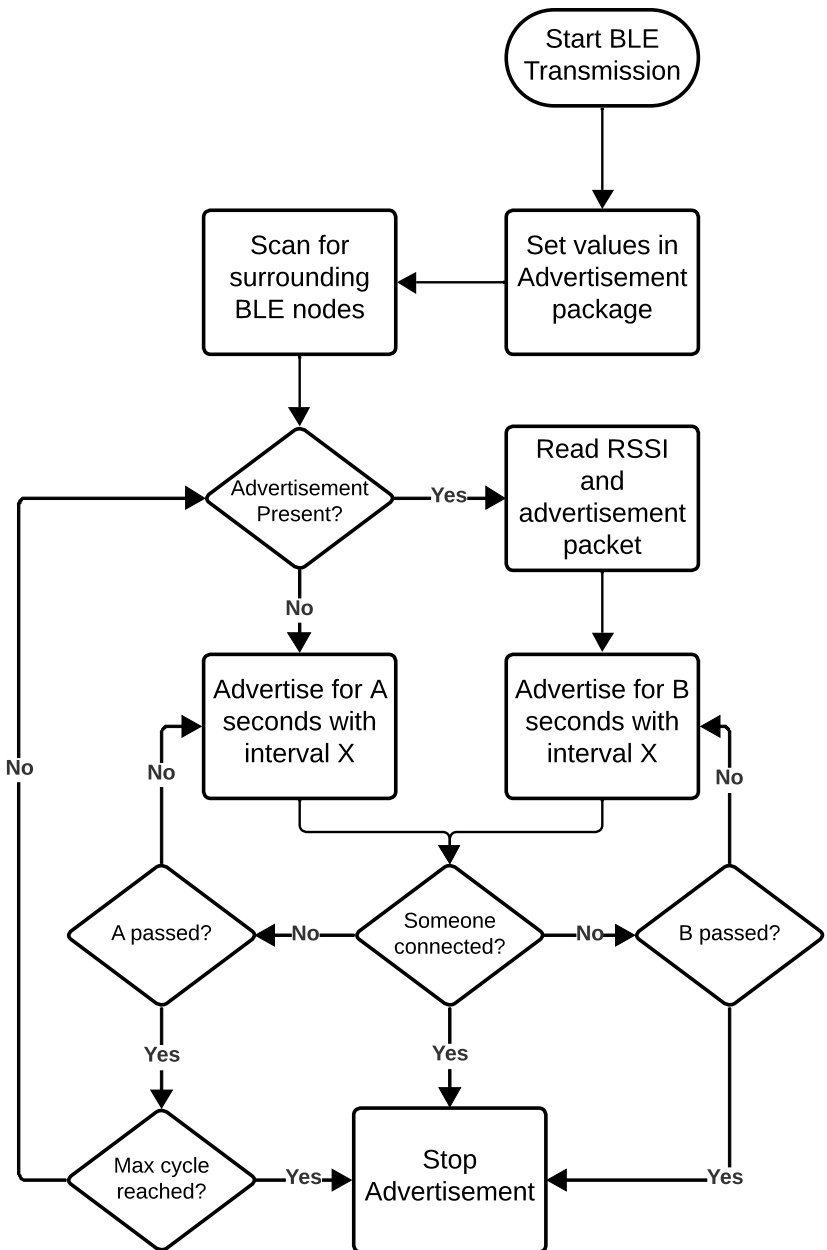 Start BLE
Transmission
Scan for
surrounding
BLE nodes
Set values in
Advertisement
package
Advertisement
Present?
Yes
Read RSSI
and
advertisement
packet
No
Advertise for A
seconds with
interval X
Advertise for B
seconds with
interval X
No
No
No
A passed?
No
Someone
connected?
No
B passed?
Yes
Yes
Max cycle
reached?
Yes
Stop
Advertisement
Yes